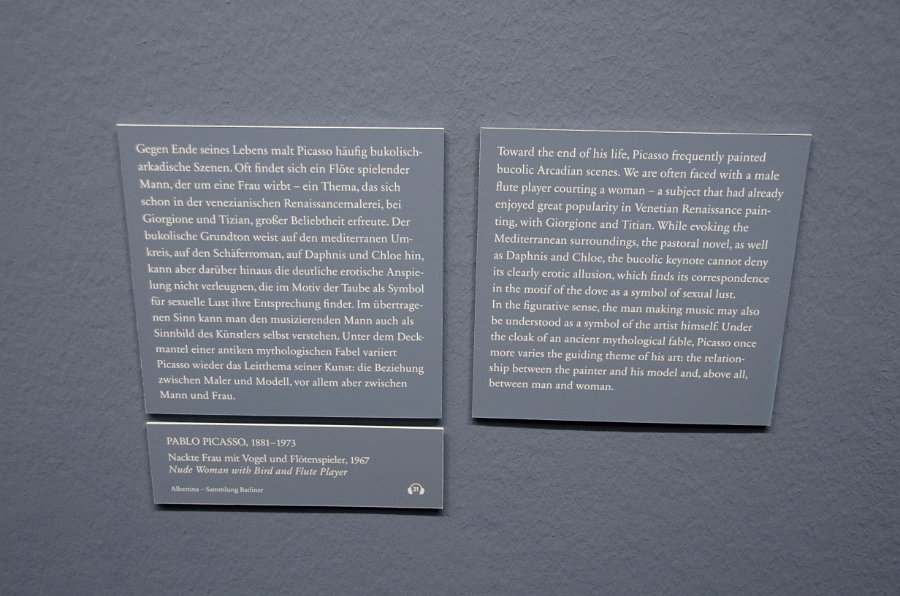 Gegen Ende seines Lebens malt Picasso häufig bukolisch-
arkadische Szenen. Oft findet sich ein Flöte spielender
Mann, der um eine Frau wirbt – ein Thema, das sich
schon in der venezianischen Renaissancemalerei, bei
Giorgione und Tizian, großer Beliebtheit erfreute. Der
bukolische Grundton weist auf den mediterranen Um-
kreis, auf den Schäferroman, auf Daphnis und Chloe hin,
kann aber darüber hinaus die deutliche erotische Anspie-
lung nicht verleugnen, die im Motiv der Taube als Symbol
für sexuelle Lust ihre Entsprechung findet. Im übertrage-
nen Sinn kann man den musizierenden Mann auch als
Sinnbild des Künstlers selbst verstehen. Unter dem Deck-
mantel einer antiken mythologischen Fabel variiert
Picasso wieder das Leitthema seiner Kunst: die Beziehung
zwischen Maler und Modell, vor allem aber zwischen
Mann und Frau.
PABLO PICASSO, 1881–1973
Nackte Frau mit Vogel und Flötenspieler, 1967
Nude Woman with Bird and Flute Player
Albertina – Sammlung Batliner
31
Toward the end of his life, Picasso frequently painted
bucolic Arcadian scenes. We are often faced with a male
flute player courting a woman – a subject that had already
enjoyed great popularity in Venetian Renaissance pain-
ting, with Giorgione and Titian. While evoking the
Mediterranean surroundings, the pastoral novel, as well
as Daphnis and Chloe, the bucolic keynote cannot deny
its clearly erotic allusion, which finds its correspondence
in the motif of the dove as a symbol of sexual lust.
In the figurative sense, the man making music may also
be understood as a symbol of the artist himself. Under
the cloak of an ancient mythological fable, Picasso once
more varies the guiding theme of his art: the relation-
ship between the painter and his model and, above all,
between man and woman.